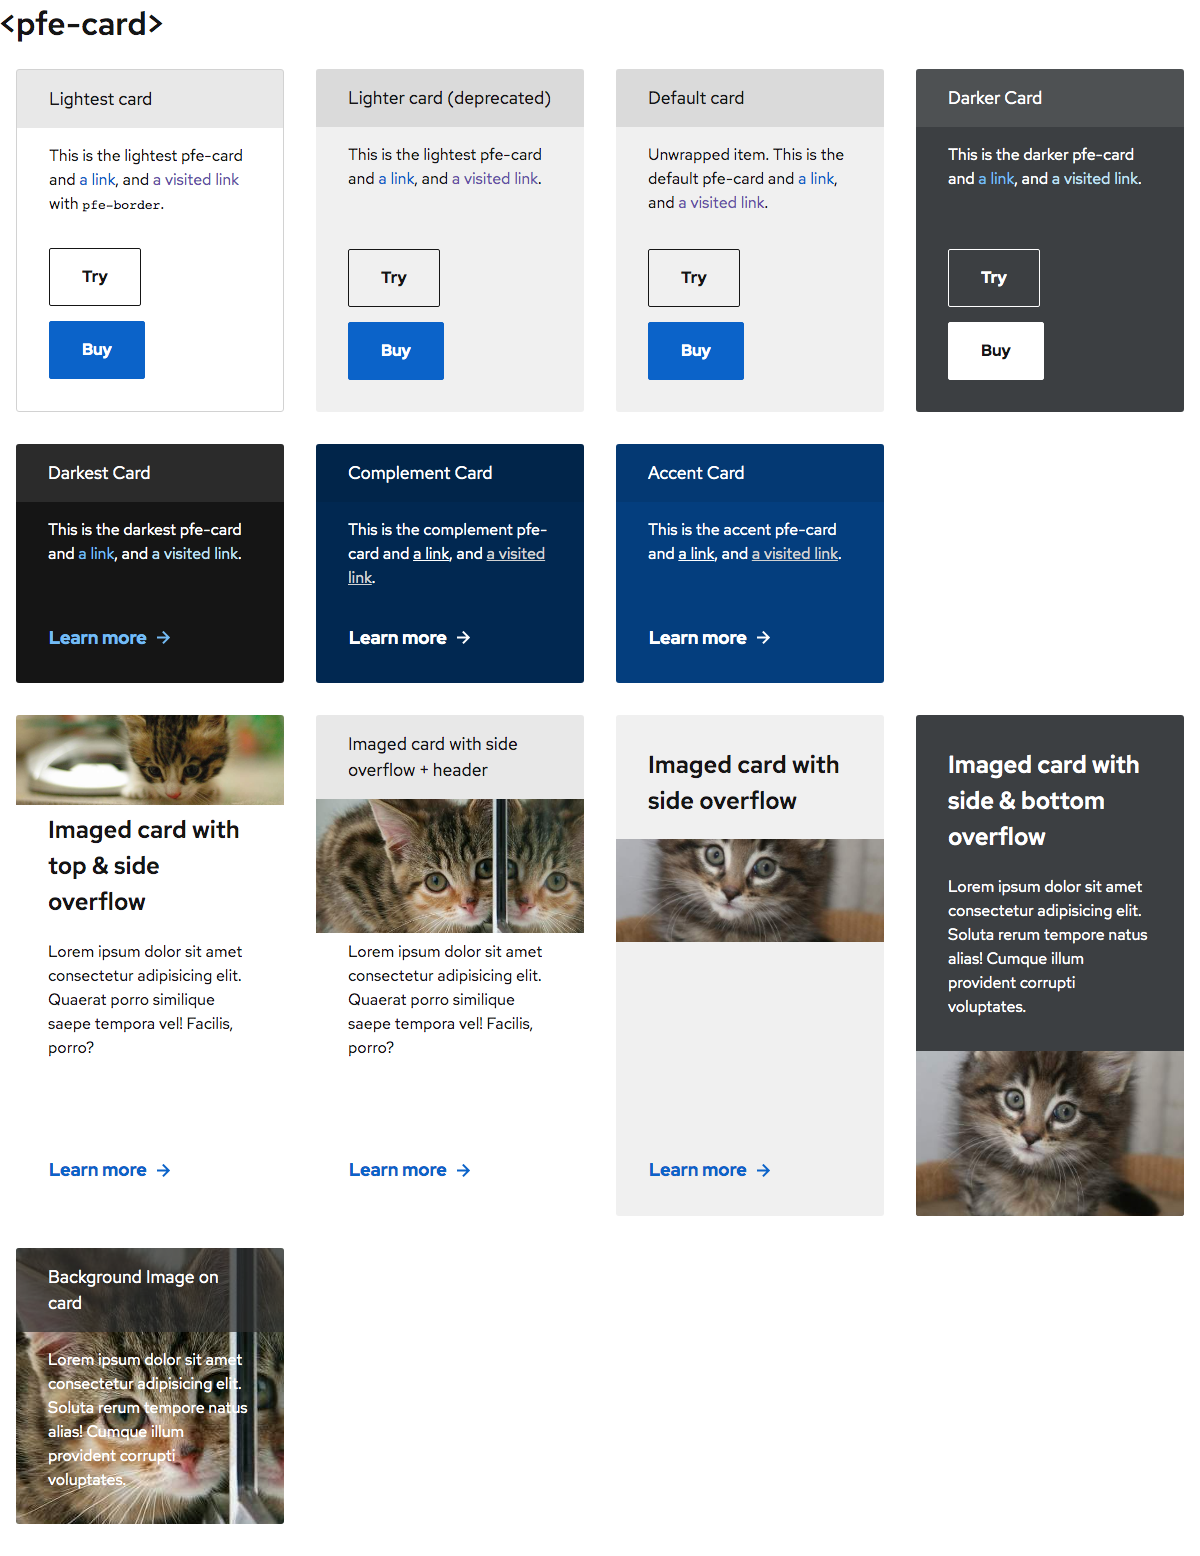 <pfe-card>
Lightest card
This is the lightest pfe-card
and a link, and a visited link
with pfe-border.
Try
Buy
Lighter card (deprecated)
This is the lightest pfe-card
and a link, and a visited link.
Try
Buy
Default card
Unwrapped item. This is the
default pfe-card and a link,
and a visited link.
Try
Buy
Darker Card
This is the darker pfe-card
and a link, and a visited link.
Try
Buy
Darkest Card
This is the darkest pfe-card
and a link, and a visited link.
Learn more →
Complement Card
This is the complement pfe-
card and a link, and a visited
link.
Learn more →
Accent Card
This is the accent pfe-card
and a link, and a visited link.
Learn more →
Imaged card with
top & side
overflow
Lorem ipsum dolor sit amet
consectetur adipisicing elit.
Quaerat porro similique
saepe tempora vel! Facilis,
porro?
Learn more →
Imaged card with side
overflow + header
Lorem ipsum dolor sit amet
consectetur adipisicing elit.
Quaerat porro similique
saepe tempora vel! Facilis,
porro?
Learn more →
Imaged card with
side overflow
Learn more →
Imaged card with
side & bottom
overflow
Lorem ipsum dolor sit amet
consectetur adipisicing elit.
Soluta rerum tempore natus
alias! Cumque illum
provident corrupti
voluptates.
Background Image on
card
Lorem ipsum dolor sit amet
consectetur adipisicing elit.
Soluta rerum tempore natus
alias! Cumque illum
provident corrupti
voluptates.